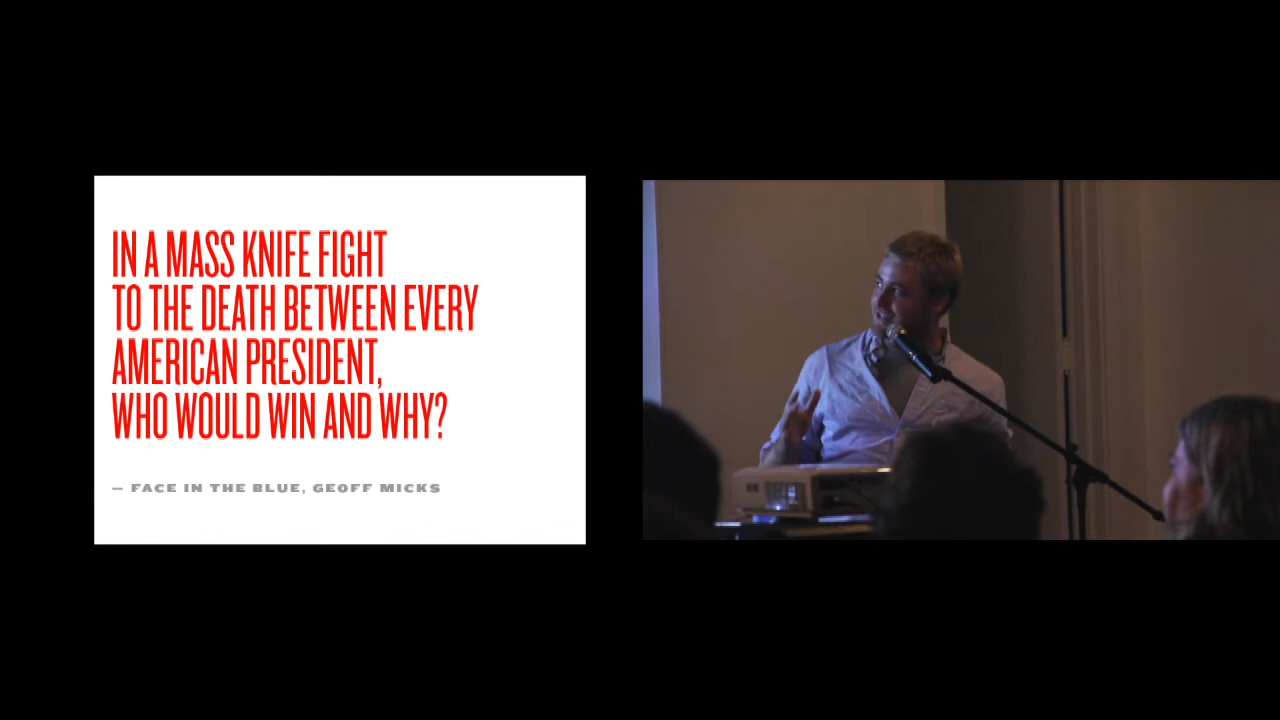 IN A MASS KNIFE FIGHT
TO THE DEATH BETWEEN EVERY
AMERICAN PRESIDENT,
WHO WOULD WIN AND WHY?
— FACE IN THE BLUE, GEOFF MICKS